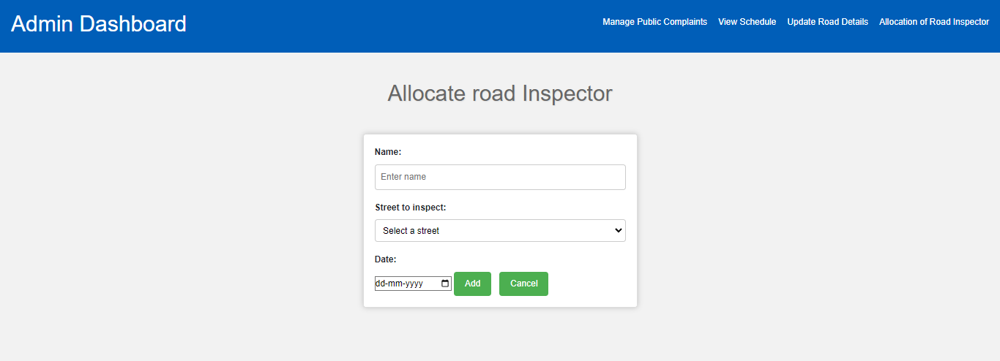 Admin Dashboard
Manage Public Complaints View Schedule Update Road Details Allocation of Road Inspector
Allocate road Inspector
Name:
Enter name
Street to inspect:
Select a street
Date:
dd-mm-yyyy Add Cancel